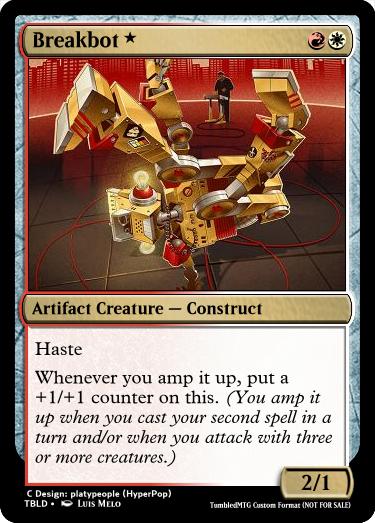 Breakbot ★
Artifact Creature — Construct
Haste
Whenever you amp it up, put a
+1/+1 counter on this. (You amp it
up when you cast your second spell in a
turn and/or when you attack with three
or more creatures.)
2/1
C Design: platypeople (HyperPop)
TBLD • Luis Melo
TumbledMTG Custom Format (NOT FOR SALE)